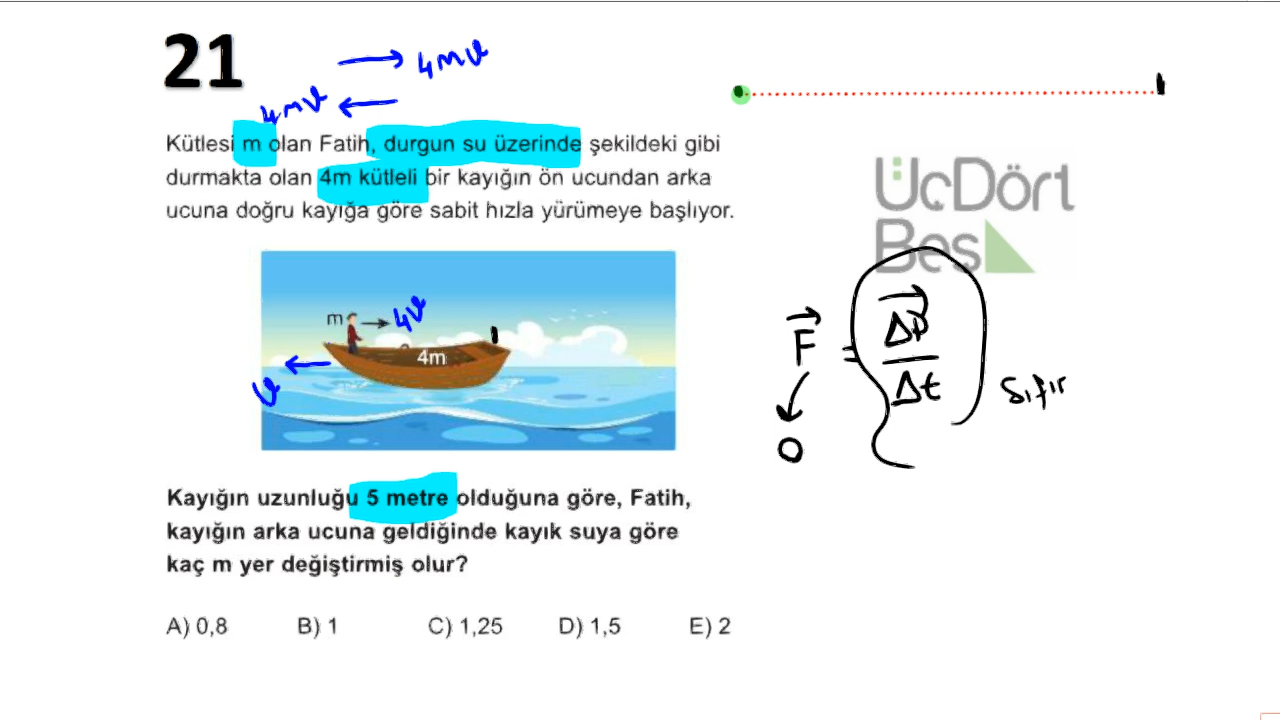 21
→ 4mv
4mv ←
Kütlesi m olan Fatih, durgun su üzerinde şekildeki gibi
durmakta olan 4m kütleli bir kayığın ön ucundan arka
ucuna doğru kayığa göre sabit hızla yürümeye başlıyor.
m → 4v
4m
v ←
Kayığın uzunluğu 5 metre olduğuna göre, Fatih,
kayığın arka ucuna geldiğinde kayık suya göre
kaç m yer değiştirmiş olur?
A) 0,8 B) 1 C) 1,25 D) 1,5 E) 2
ÜçDört
Beş
F = ΔP
Δt
sıfır
0